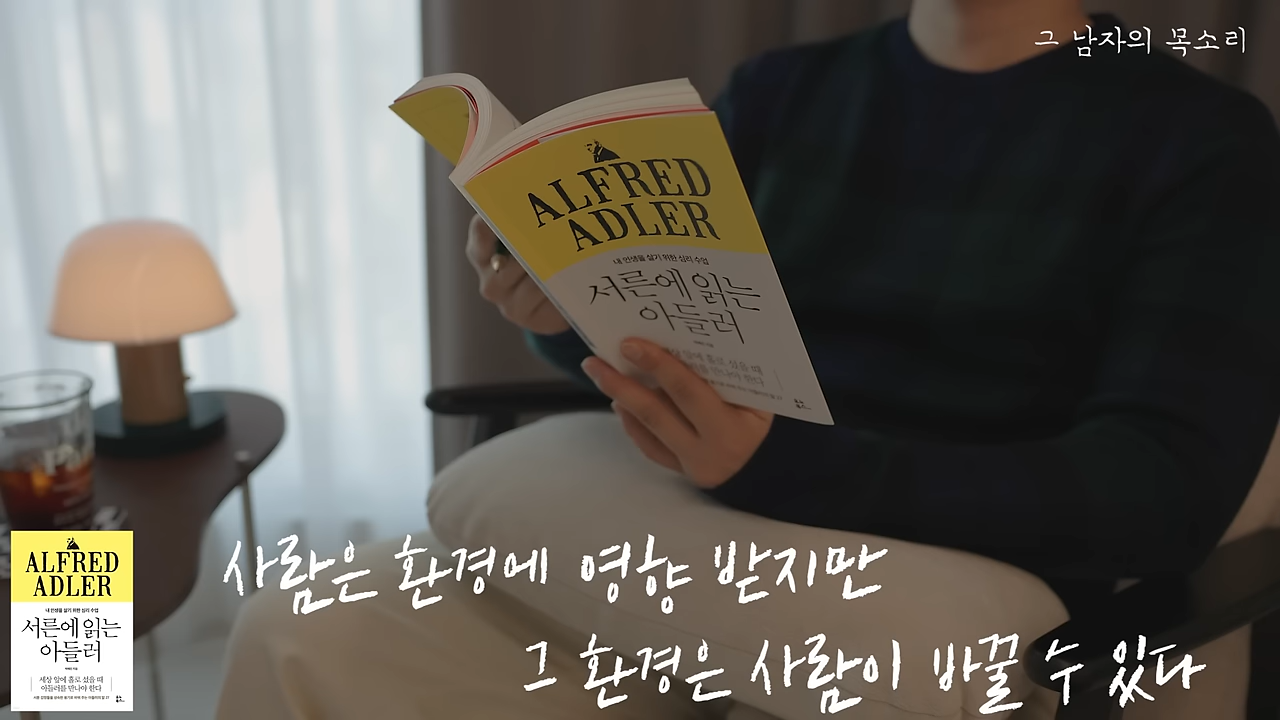 그 남자의 목소리
ALFRED
ADLER
내 인생을 살기 위한 심리 수업
서른에 읽는
아들러
사람은 환경에 영향 받지만
그 환경은 사람이 바꿀 수 있다
ALFRED
ADLER
내 인생을 살기 위한 심리 수업
서른에 읽는
아들러
세상 앞에 홀로 섰을 때
아들러를 만나야 한다